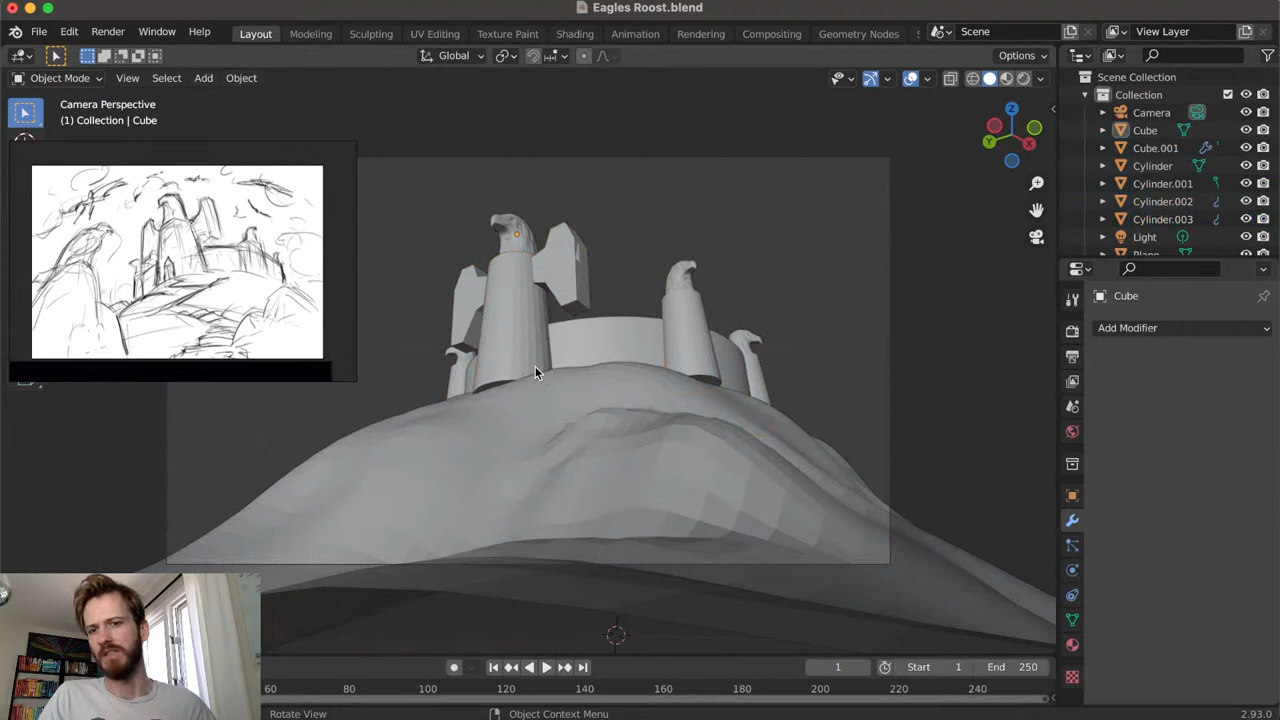 Eagles Roost.blend
File Edit Render Window Help Layout Modeling Sculpting UV Editing Texture Paint Shading Animation Rendering Compositing Geometry Nodes Scene View Layer
Global Options
Object Mode View Select Add Object
Scene Collection
Collection
Camera
Cube
Cube.001
Cylinder
Cylinder.001
Cylinder.002
Cylinder.003
Light
Camera Perspective
(1) Collection | Cube
Z
X
Y
Cube
Add Modifier
1 Start 1 End 250
60 80 100 120 140 160 180 200 220 240
Rotate View Object Context Menu 2.93.0